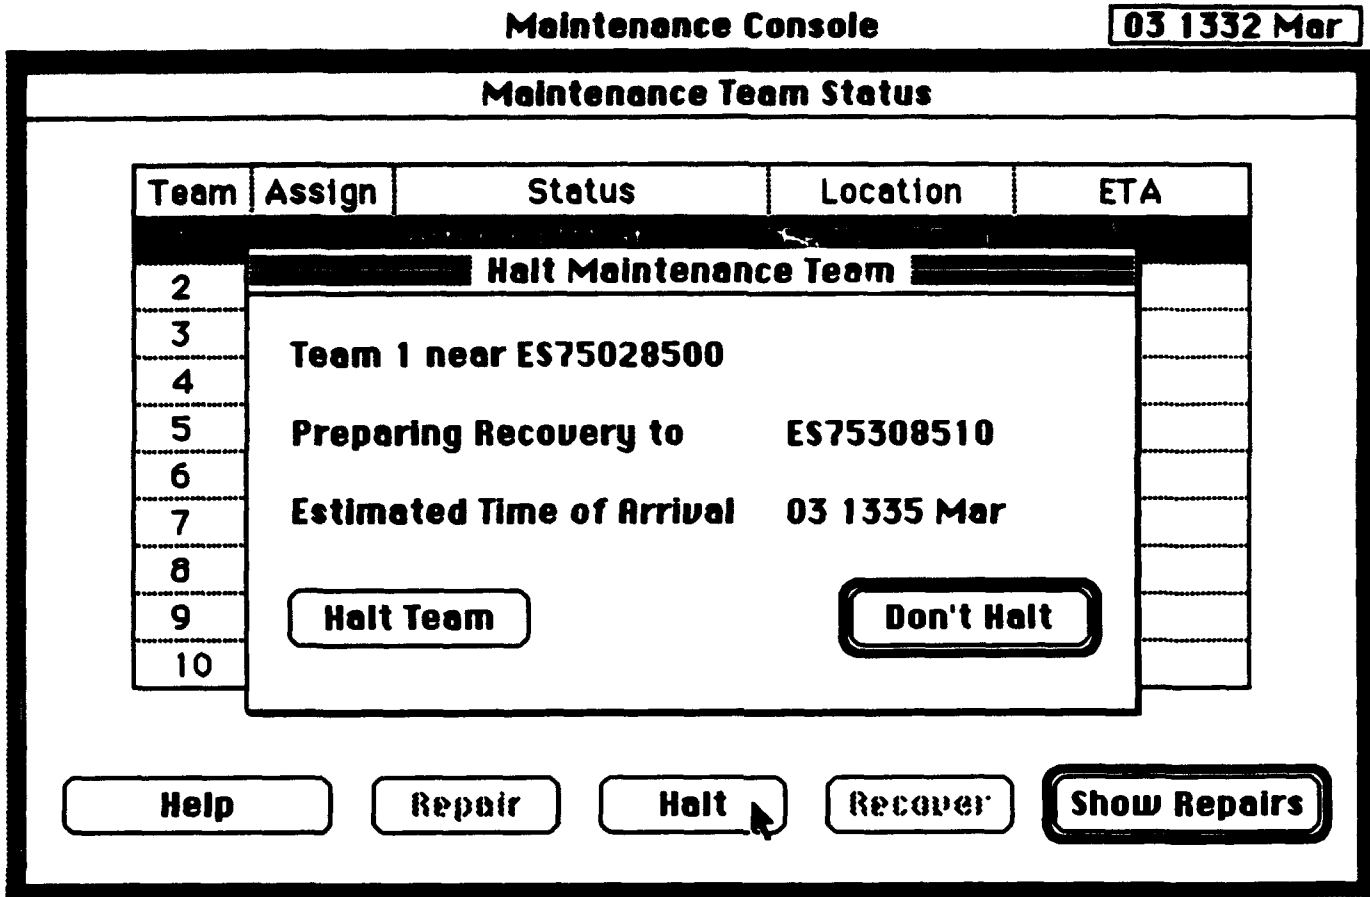 Maintenance Console 03 1332 Mar
Maintenance Team Status
Team Assign Status Location ETA
Halt Maintenance Team
2
3
Team 1 near ES75028500
4
5 Preparing Recovery to ES75308510
6
7 Estimated Time of Arrival 03 1335 Mar
8
9 Halt Team Don't Halt
10
Help Repair Halt Recover Show Repairs